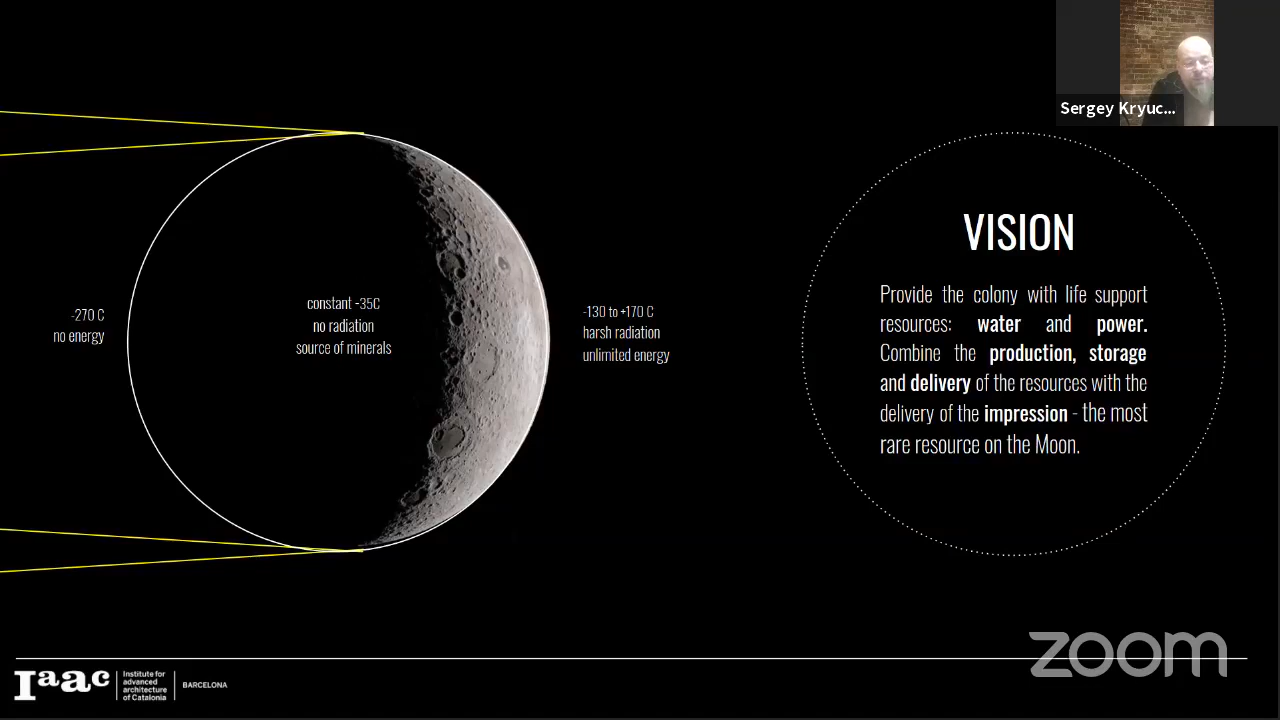 Sergey Kryuc...
-270 C
no energy
constant -35C
no radiation
source of minerals
-130 to +170 C
harsh radiation
unlimited energy
VISION
Provide the colony with life support
resources: water and power.
Combine the production, storage
and delivery of the resources with the
delivery of the impression - the most
rare resource on the Moon.
zoom
Iaac
Institute for
advanced
architecture
of Catalonia
BARCELONA